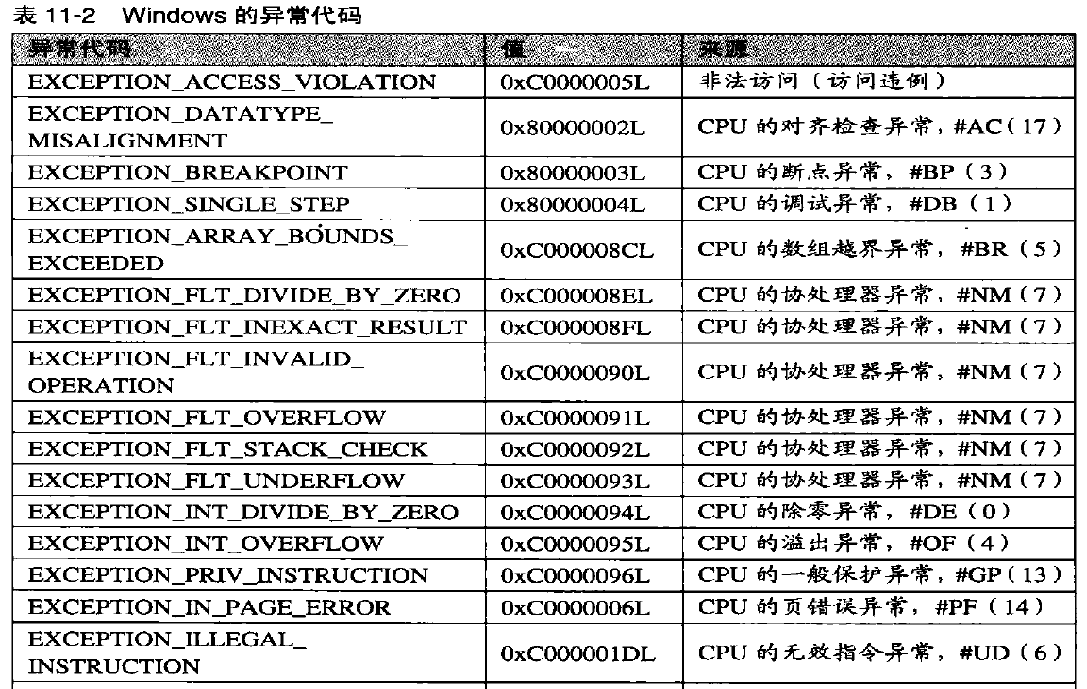 表 11-2 Windows 的异常代码
异常代码 值 来源
EXCEPTION_ACCESS_VIOLATION 0xC0000005L 非法访问（访问违例）
EXCEPTION_DATATYPE_
MISALIGNMENT 0x80000002L CPU 的对齐检查异常，#AC（17）
EXCEPTION_BREAKPOINT 0x80000003L CPU 的断点异常，#BP（3）
EXCEPTION_SINGLE_STEP 0x80000004L CPU 的调试异常，#DB（1）
EXCEPTION_ARRAY_BOUNDS_
EXCEEDED 0xC000008CL CPU 的数组越界异常，#BR（5）
EXCEPTION_FLT_DIVIDE_BY_ZERO 0xC000008EL CPU 的协处理器异常，#NM（7）
EXCEPTION_FLT_INEXACT_RESULT 0xC000008FL CPU 的协处理器异常，#NM（7）
EXCEPTION_FLT_INVALID_
OPERATION 0xC0000090L CPU 的协处理器异常，#NM（7）
EXCEPTION_FLT_OVERFLOW 0xC0000091L CPU 的协处理器异常，#NM（7）
EXCEPTION_FLT_STACK_CHECK 0xC0000092L CPU 的协处理器异常，#NM（7）
EXCEPTION_FLT_UNDERFLOW 0xC0000093L CPU 的协处理器异常，#NM（7）
EXCEPTION_INT_DIVIDE_BY_ZERO 0xC0000094L CPU 的除零异常，#DE（0）
EXCEPTION_INT_OVERFLOW 0xC0000095L CPU 的溢出异常，#OF（4）
EXCEPTION_PRIV_INSTRUCTION 0xC0000096L CPU 的一般保护异常，#GP（13）
EXCEPTION_IN_PAGE_ERROR 0xC0000006L CPU 的页错误异常，#PF（14）
EXCEPTION_ILLEGAL_
INSTRUCTION 0xC000001DL CPU 的无效指令异常，#UD（6）